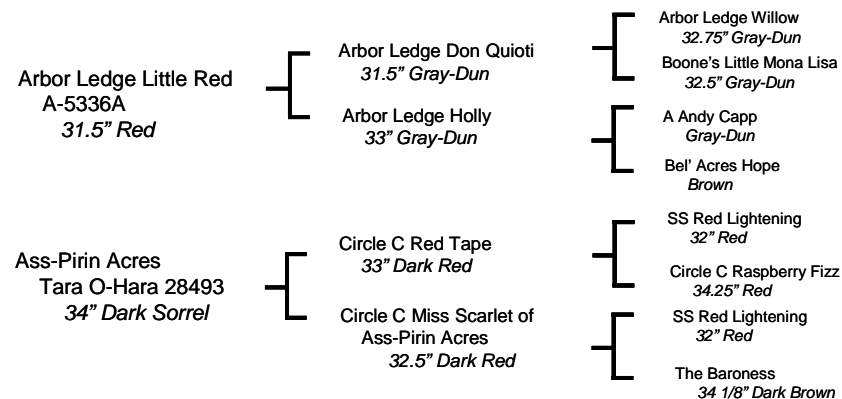 Arbor Ledge Little Red
A-5336A
31.5” Red
Arbor Ledge Don Quioti
31.5” Gray-Dun
Arbor Ledge Holly
33” Gray-Dun
Arbor Ledge Willow
32.75” Gray-Dun
Boone’s Little Mona Lisa
32.5” Gray-Dun
A Andy Capp
Gray-Dun
Bel’ Acres Hope
Brown
Ass-Pirin Acres
Tara O-Hara 28493
34” Dark Sorrel
Circle C Red Tape
33” Dark Red
Circle C Miss Scarlet of
Ass-Pirin Acres
32.5” Dark Red
SS Red Lightening
32” Red
Circle C Raspberry Fizz
34.25” Red
SS Red Lightening
32” Red
The Baroness
34 1/8” Dark Brown